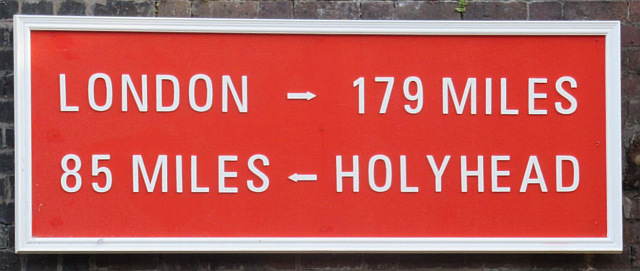 LONDON → 179 MILES
85 MILES ← HOLYHEAD